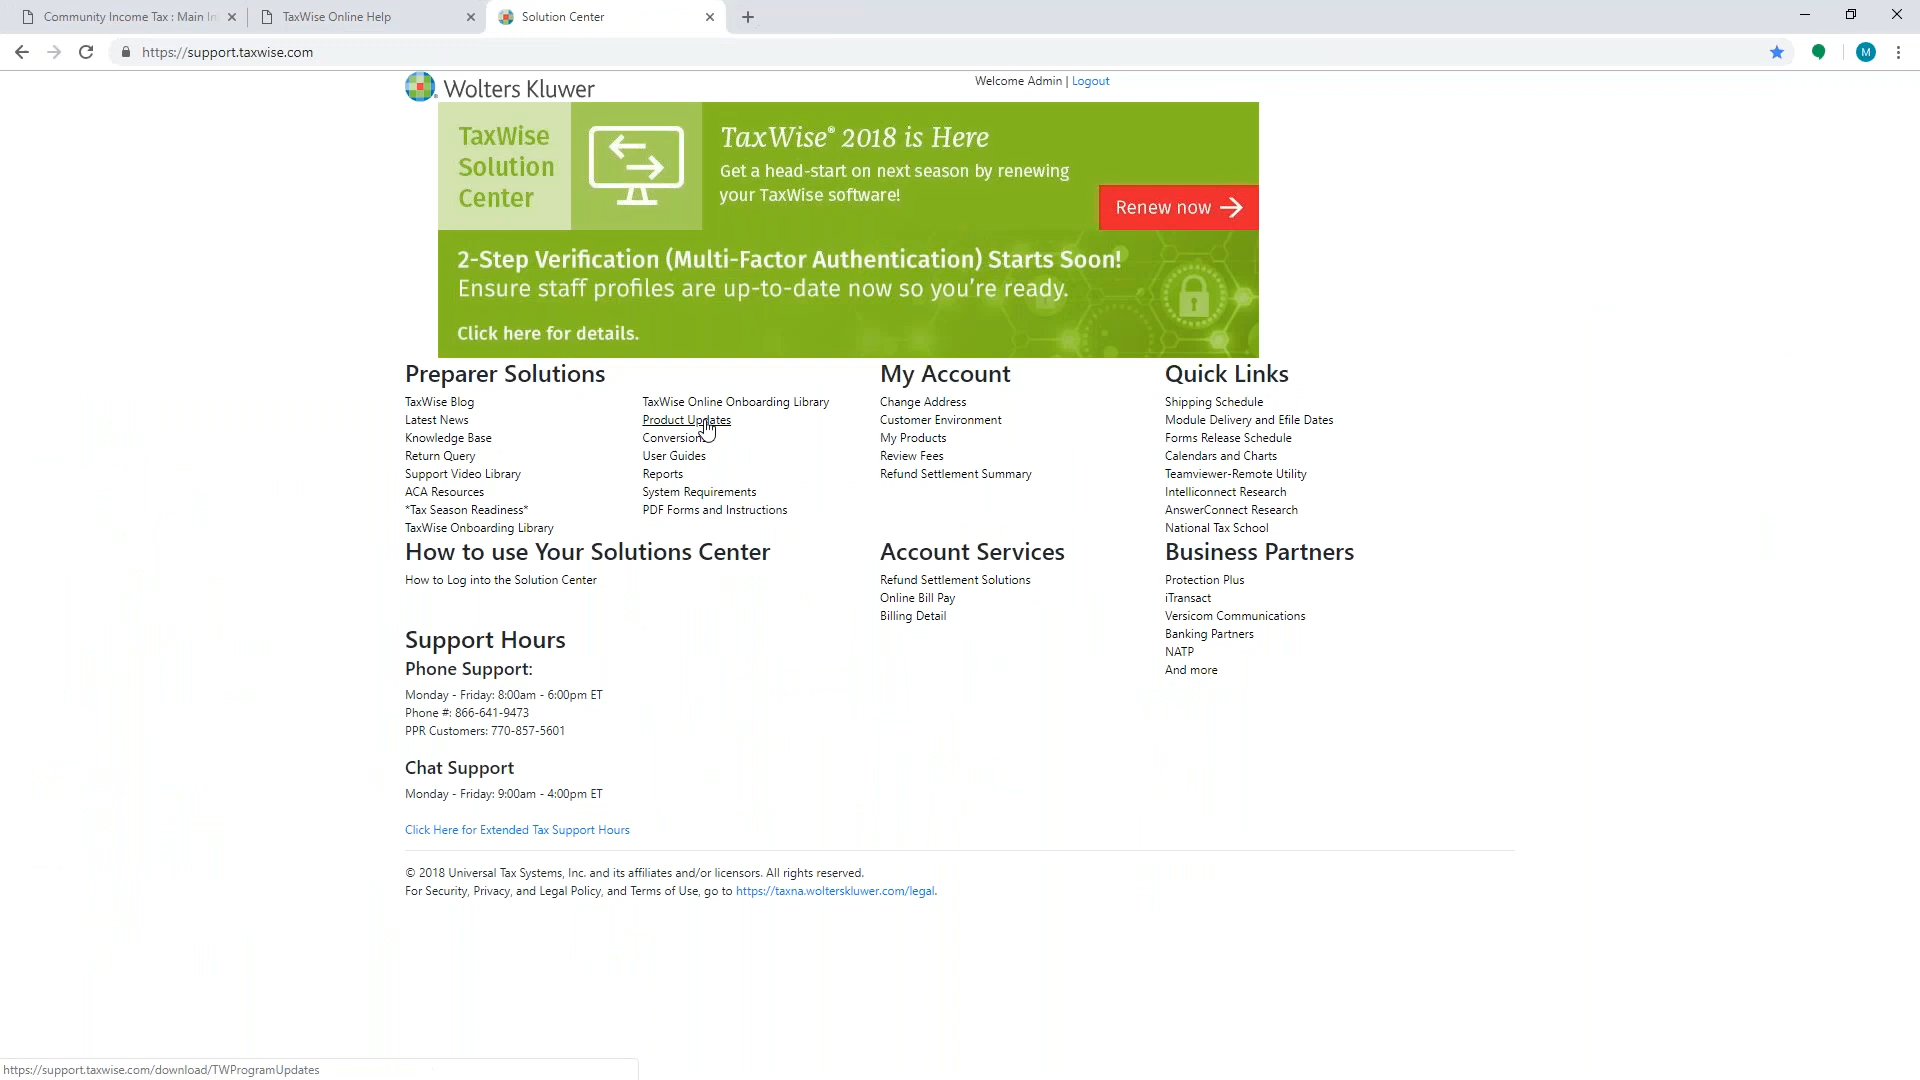 Community Income Tax : Main In
TaxWise Online Help
Solution Center
https://support.taxwise.com
M
Wolters Kluwer
Welcome Admin | Logout
TaxWise
Solution
Center
TaxWise® 2018 is Here
Get a head-start on next season by renewing
your TaxWise software!
Renew now
2-Step Verification (Multi-Factor Authentication) Starts Soon!
Ensure staff profiles are up-to-date now so you're ready.
Click here for details.
Preparer Solutions
TaxWise Blog
Latest News
Knowledge Base
Return Query
Support Video Library
ACA Resources
*Tax Season Readiness*
TaxWise Onboarding Library
TaxWise Online Onboarding Library
Product Updates
Conversion
User Guides
Reports
System Requirements
PDF Forms and Instructions
My Account
Change Address
Customer Environment
My Products
Review Fees
Refund Settlement Summary
Quick Links
Shipping Schedule
Module Delivery and Efile Dates
Forms Release Schedule
Calendars and Charts
Teamviewer-Remote Utility
Intelliconnect Research
AnswerConnect Research
National Tax School
How to use Your Solutions Center
How to Log into the Solution Center
Account Services
Refund Settlement Solutions
Online Bill Pay
Billing Detail
Business Partners
Protection Plus
iTransact
Versicom Communications
Banking Partners
NATP
And more
Support Hours
Phone Support:
Monday - Friday: 8:00am - 6:00pm ET
Phone #: 866-641-9473
PPR Customers: 770-857-5601
Chat Support
Monday - Friday: 9:00am - 4:00pm ET
Click Here for Extended Tax Support Hours
© 2018 Universal Tax Systems, Inc. and its affiliates and/or licensors. All rights reserved.
For Security, Privacy, and Legal Policy, and Terms of Use, go to https://taxna.wolterskluwer.com/legal.
https://support.taxwise.com/download/TWProgramUpdates